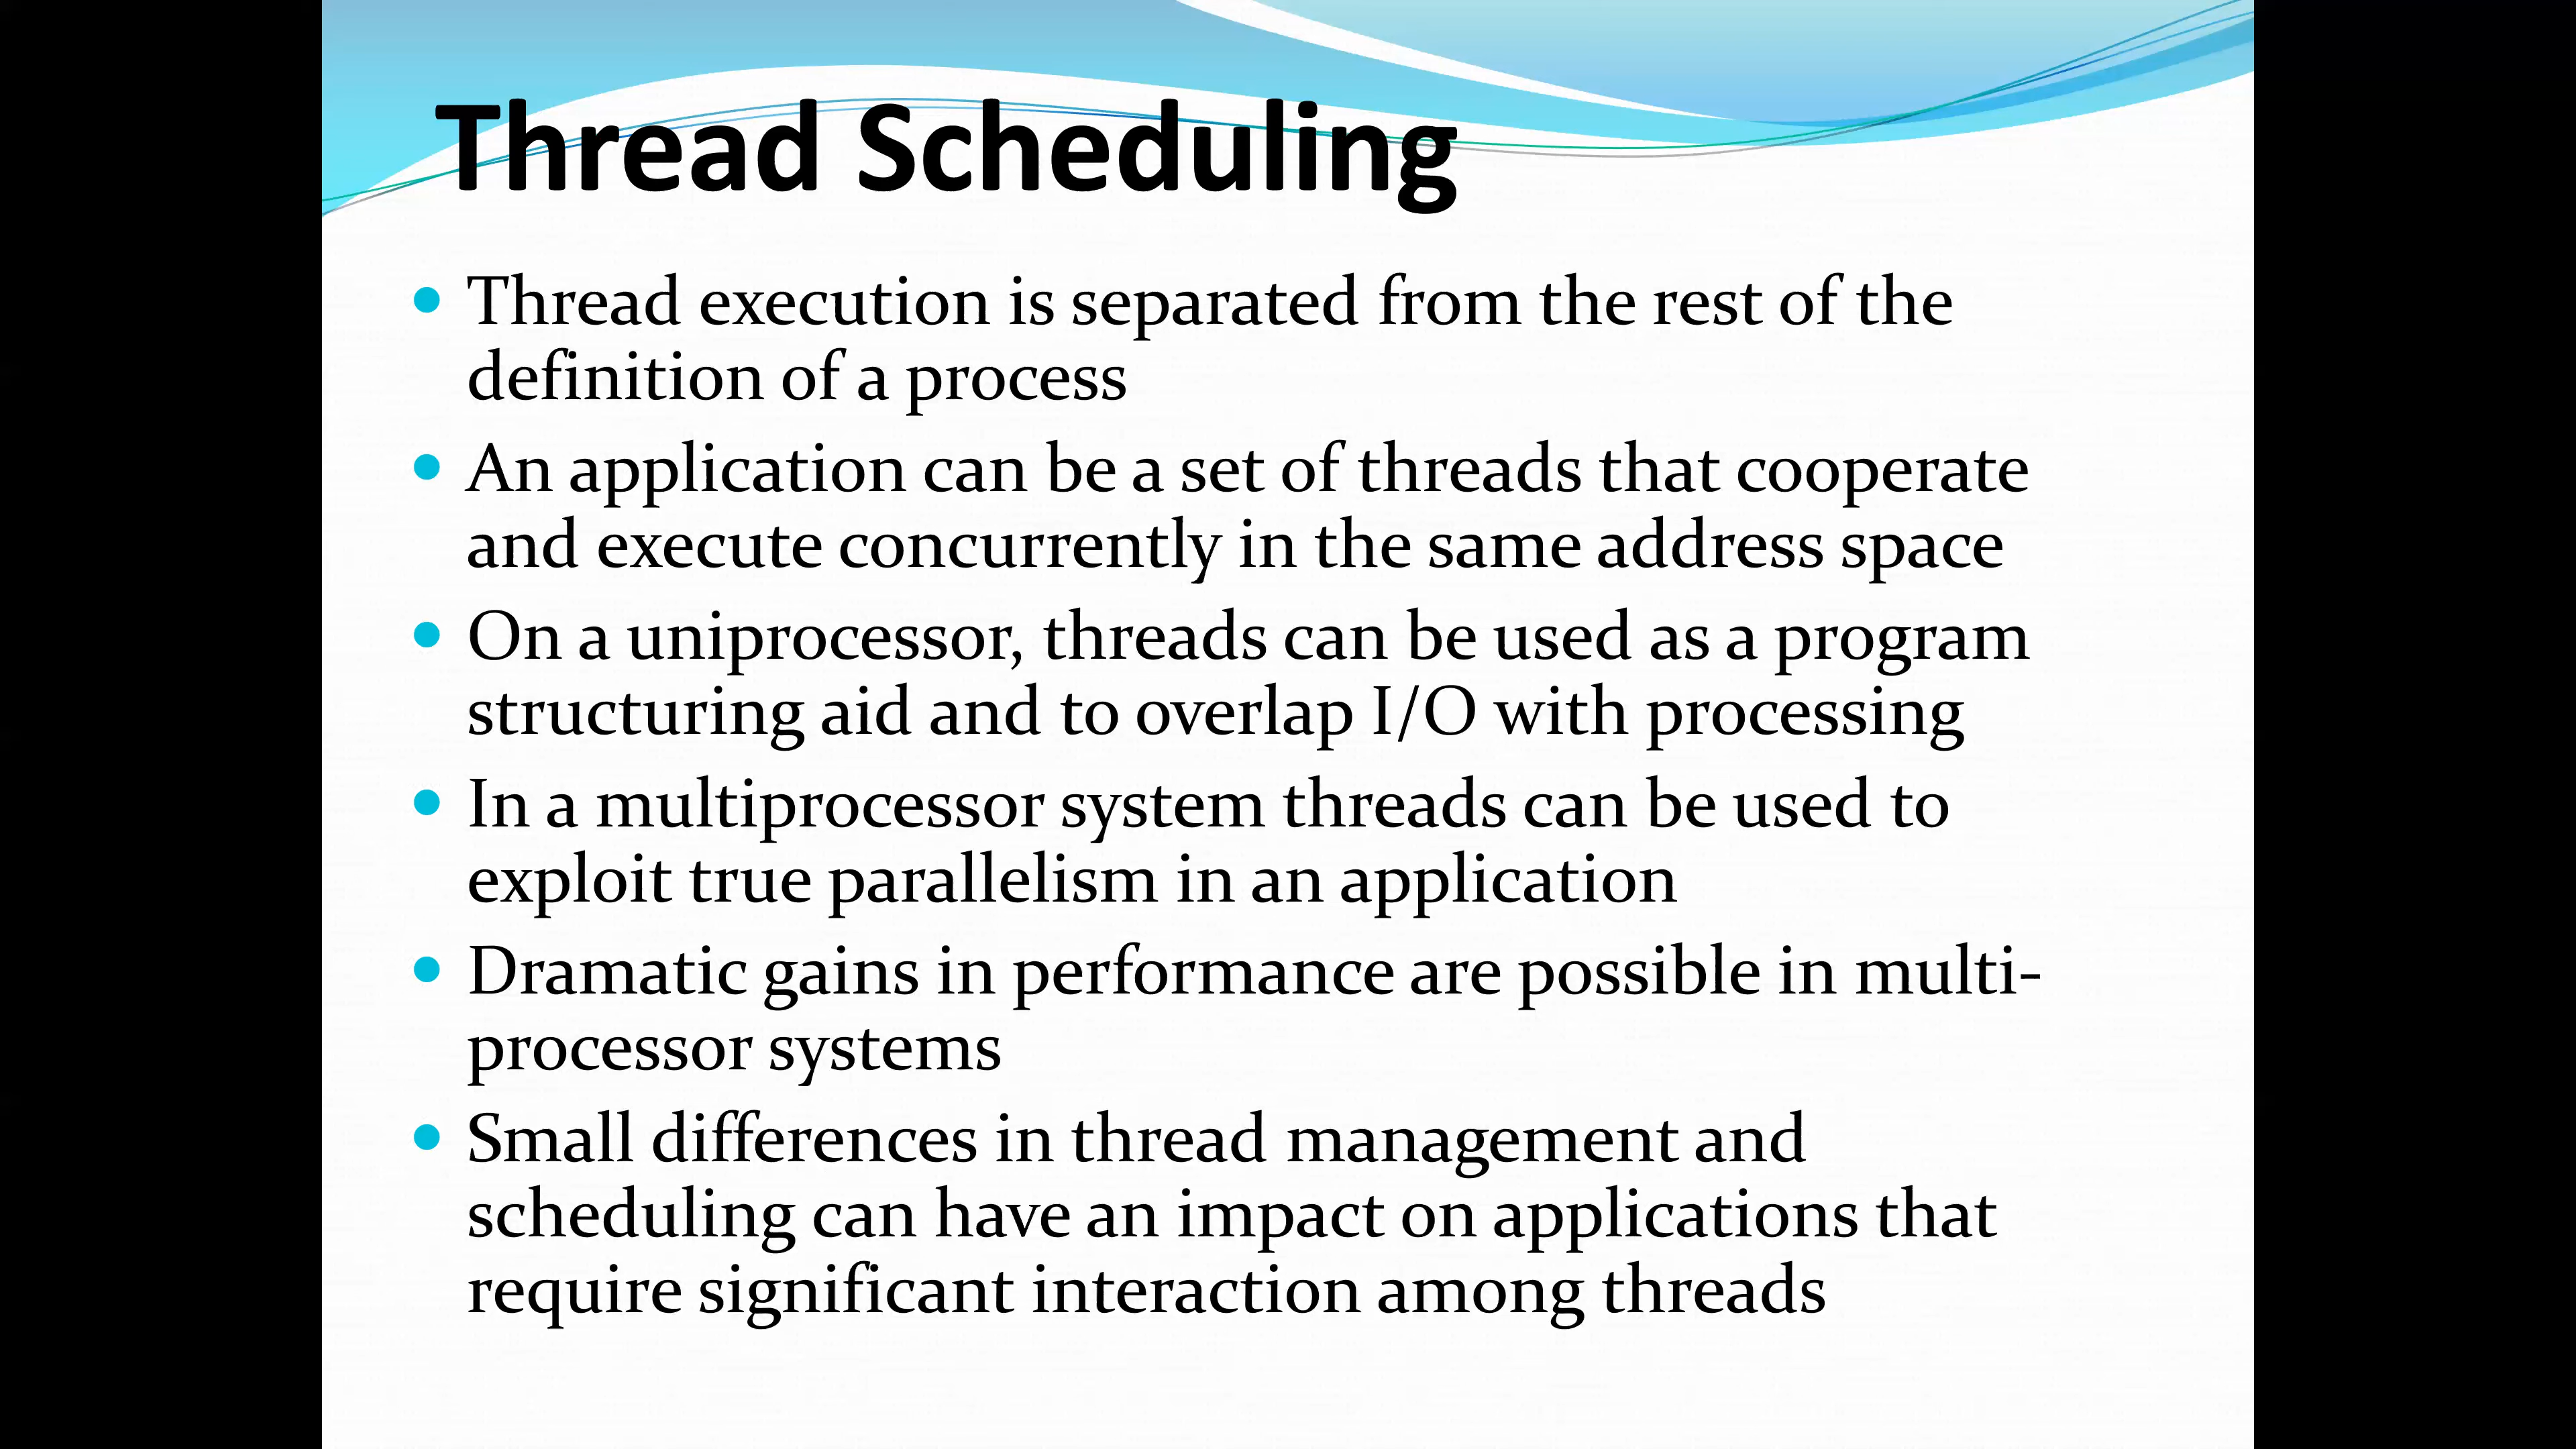 Thread Scheduling
• Thread execution is separated from the rest of the
definition of a process
• An application can be a set of threads that cooperate
and execute concurrently in the same address space
• On a uniprocessor, threads can be used as a program
structuring aid and to overlap I/O with processing
• In a multiprocessor system threads can be used to
exploit true parallelism in an application
• Dramatic gains in performance are possible in multi-
processor systems
• Small differences in thread management and
scheduling can have an impact on applications that
require significant interaction among threads